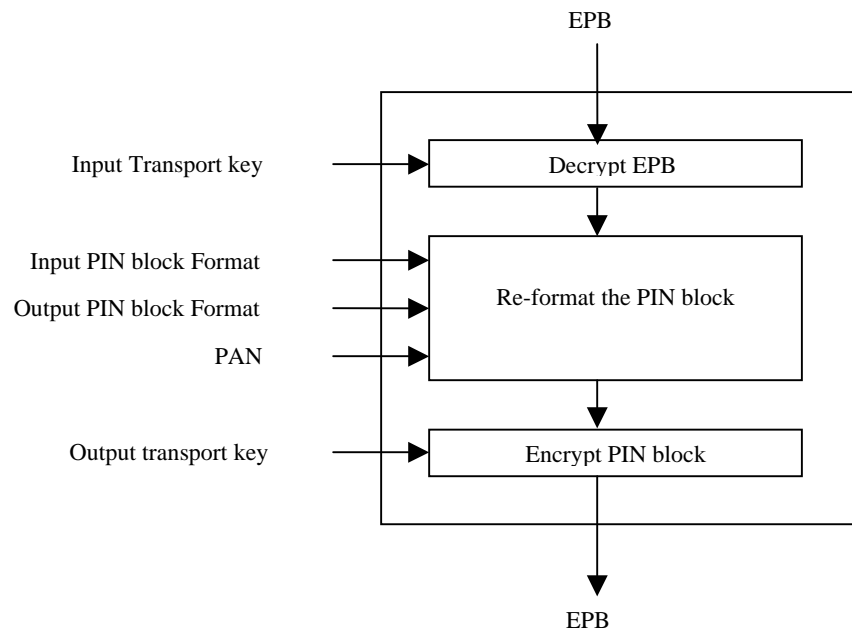 EPB
Input Transport key
Decrypt EPB
Input PIN block Format
Output PIN block Format
Re-format the PIN block
PAN
Output transport key
Encrypt PIN block
EPB